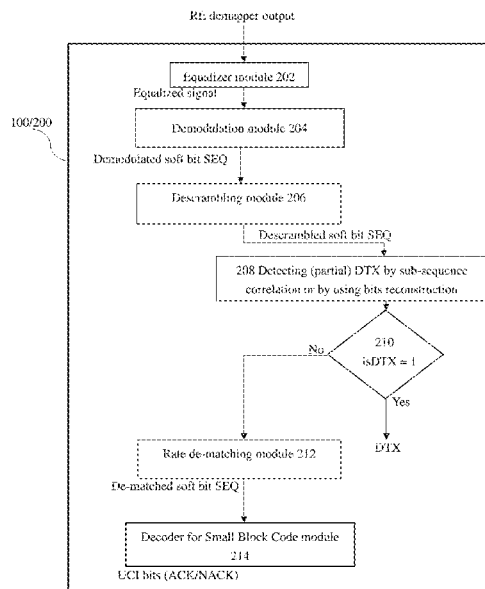 RE demapper output
Equalizer module 202
Equalized signal
100/200
Demodulation module 204
Demodulated soft bit SEQ
Descrambling module 206
Descrambled soft bit SEQ
208 Detecting (partial) DTX by sub-sequence
correlation or by using bits reconstruction
210
isDTX = 1
No
Yes
DTX
Rate de-matching module 212
De-matched soft bit SEQ
Decoder for Small Block Code module
214
UCI bits (ACK/NACK)